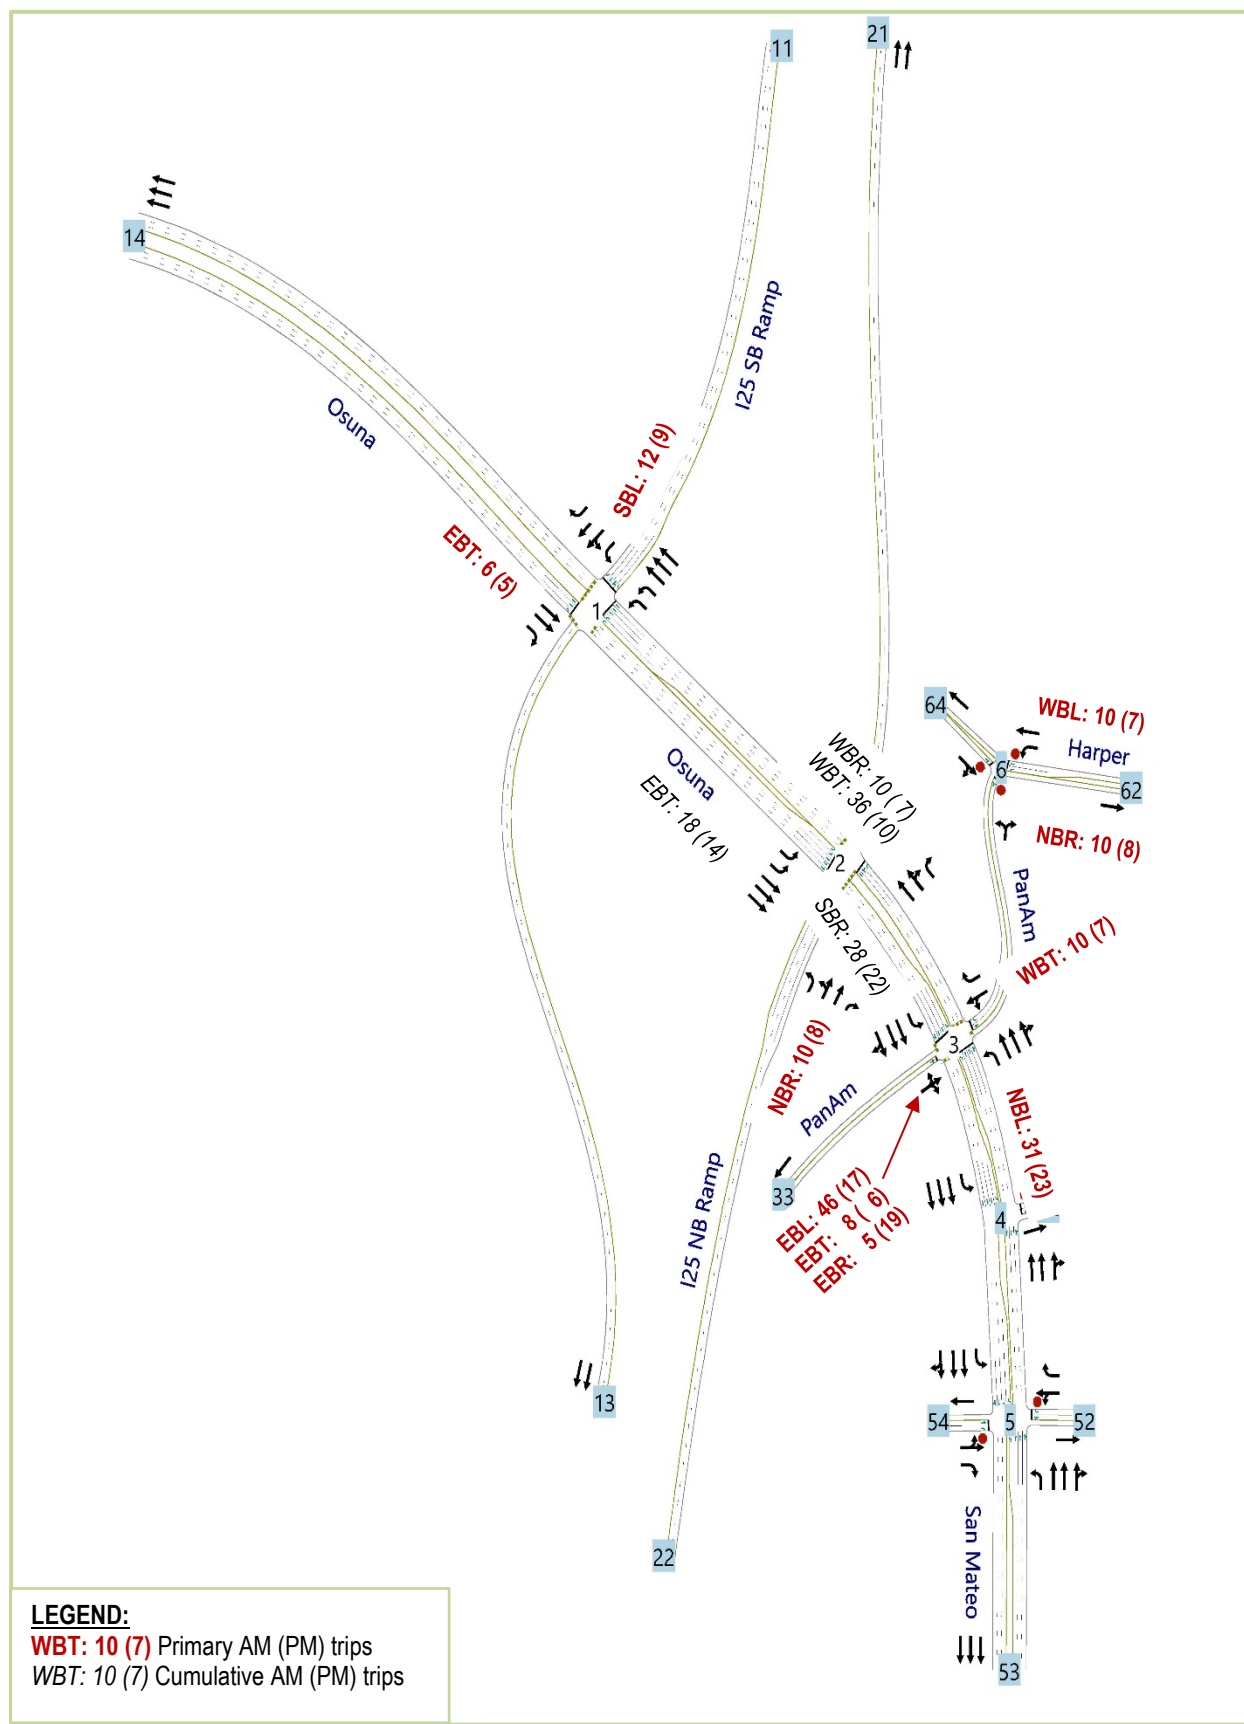 11
21
14
I25 SB Ramp
Osuna
SBL: 12 (9)
EBT: 6 (5)
1
64
WBL: 10 (7)
Harper
6
62
NBR: 10 (8)
PanAm
WBR: 10 ( 7)
WBT: 36 (10)
Osuna
EBT: 18 (14)
2
SBR: 28 (22)
WBT: 10 (7)
3
NBR: 10 (8)
PanAm
33
NBL: 31 (23)
EBL: 46 (17)
EBT: 8 ( 6)
EBR: 5 (19)
I25 NB Ramp
4
13
54
5
52
San Mateo
22
53
LEGEND:
WBT: 10 (7) Primary AM (PM) trips
WBT: 10 (7) Cumulative AM (PM) trips